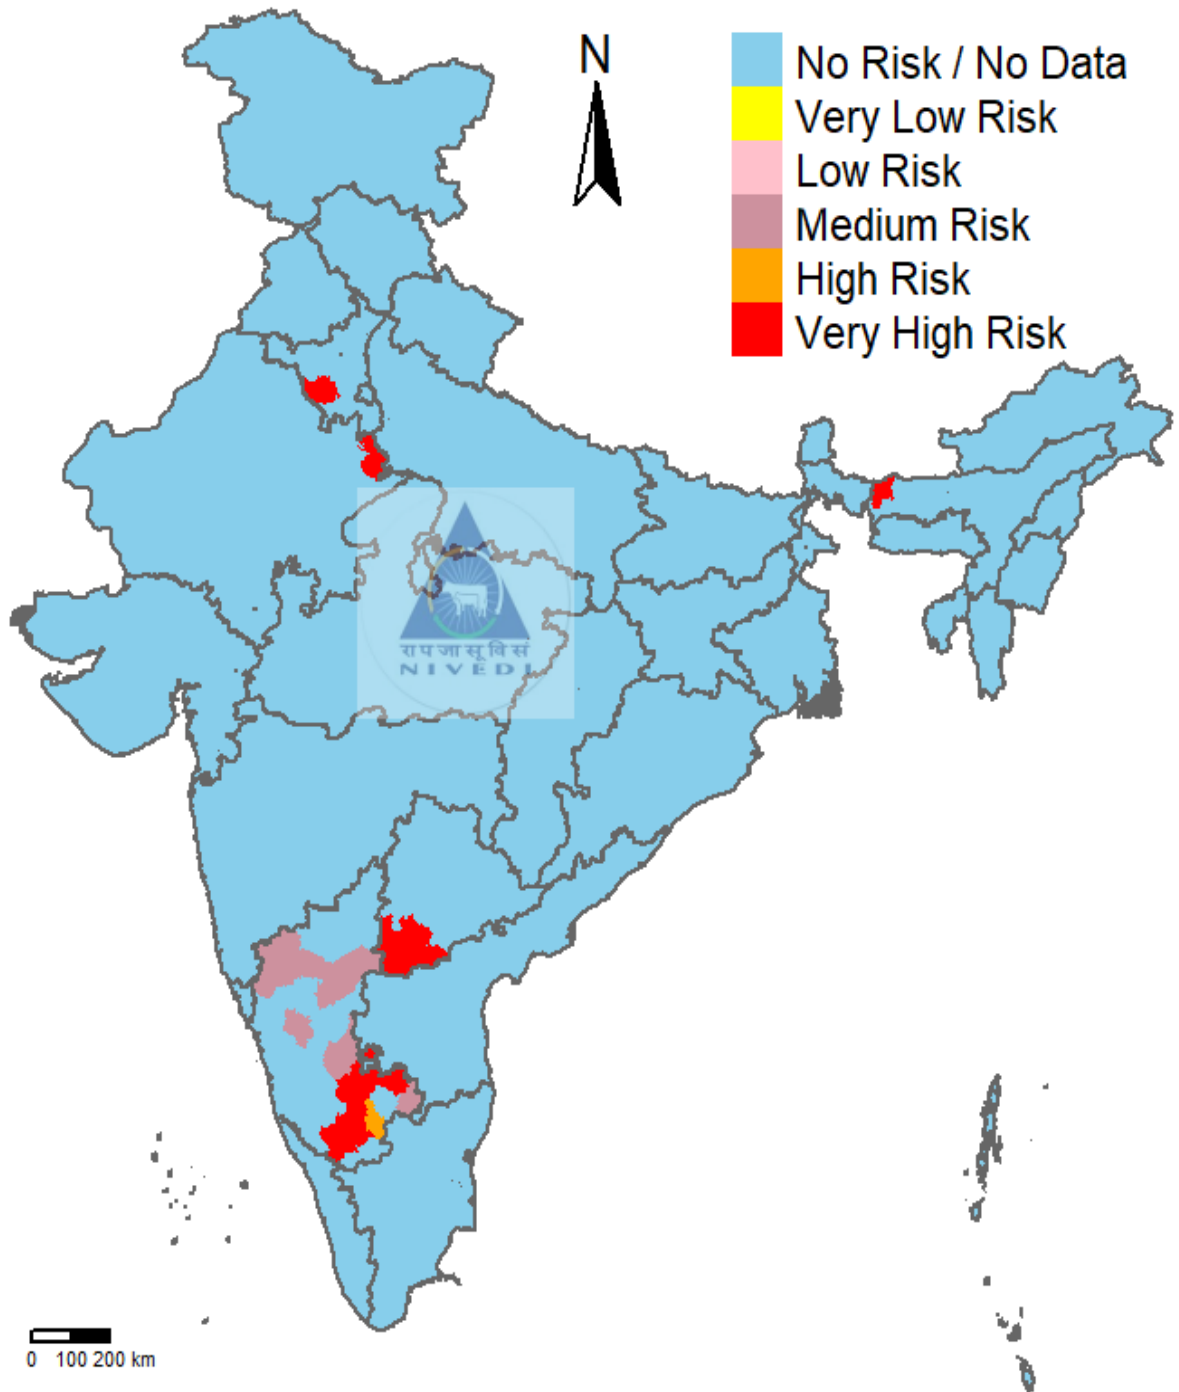 N
No Risk / No Data
Very Low Risk
Low Risk
Medium Risk
High Risk
Very High Risk
रापजासूविसं
NIVEDI
0 100 200 km